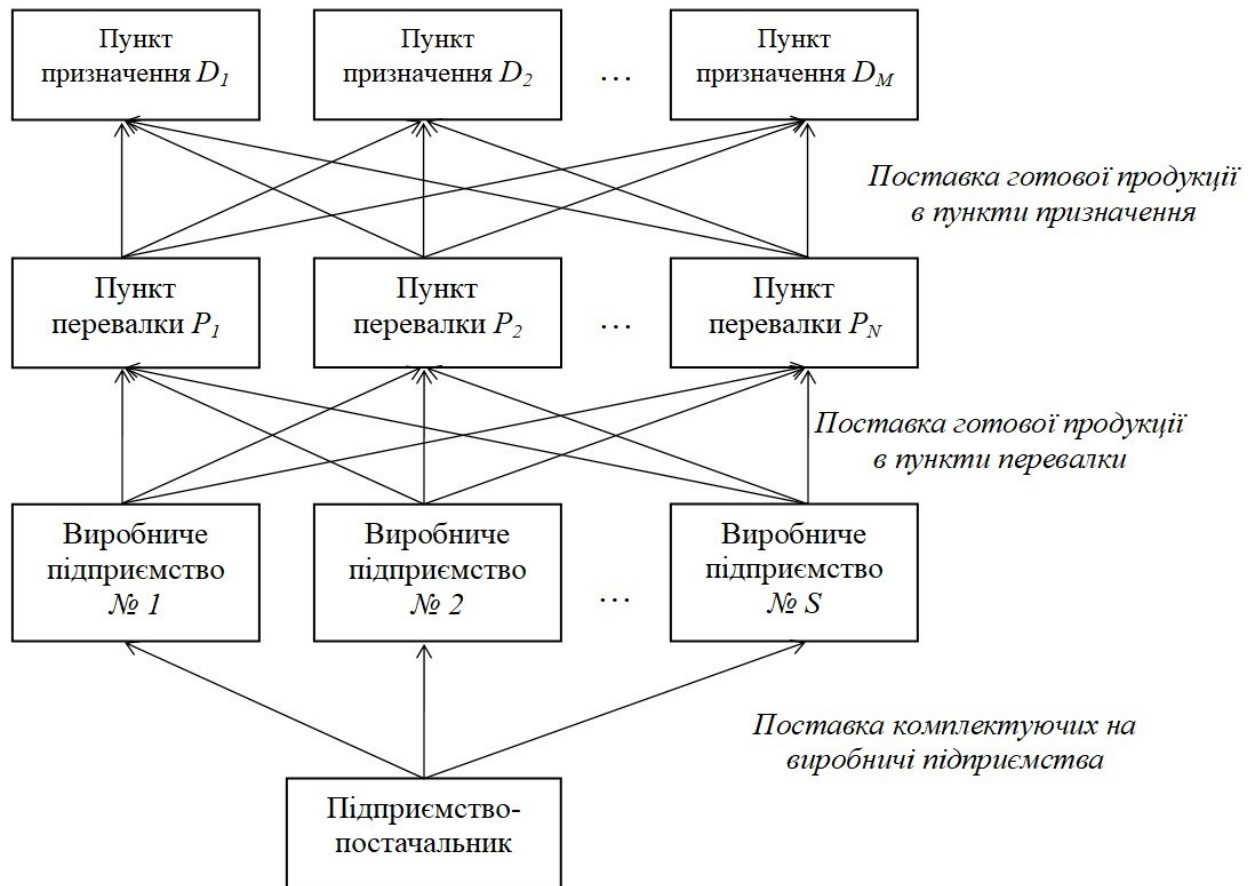 Пункт
призначення D₁
Пункт
призначення D₂
...
Пункт
призначення Dₘ
Поставка готової продукції
в пункти призначення
Пункт
перевалки P₁
Пункт
перевалки P₂
...
Пункт
перевалки Pₙ
Поставка готової продукції
в пункти перевалки
Виробниче
підприємство
№ 1
Виробниче
підприємство
№ 2
...
Виробниче
підприємство
№ S
Поставка комплектуючих на
виробничі підприємства
Підприємство-
постачальник